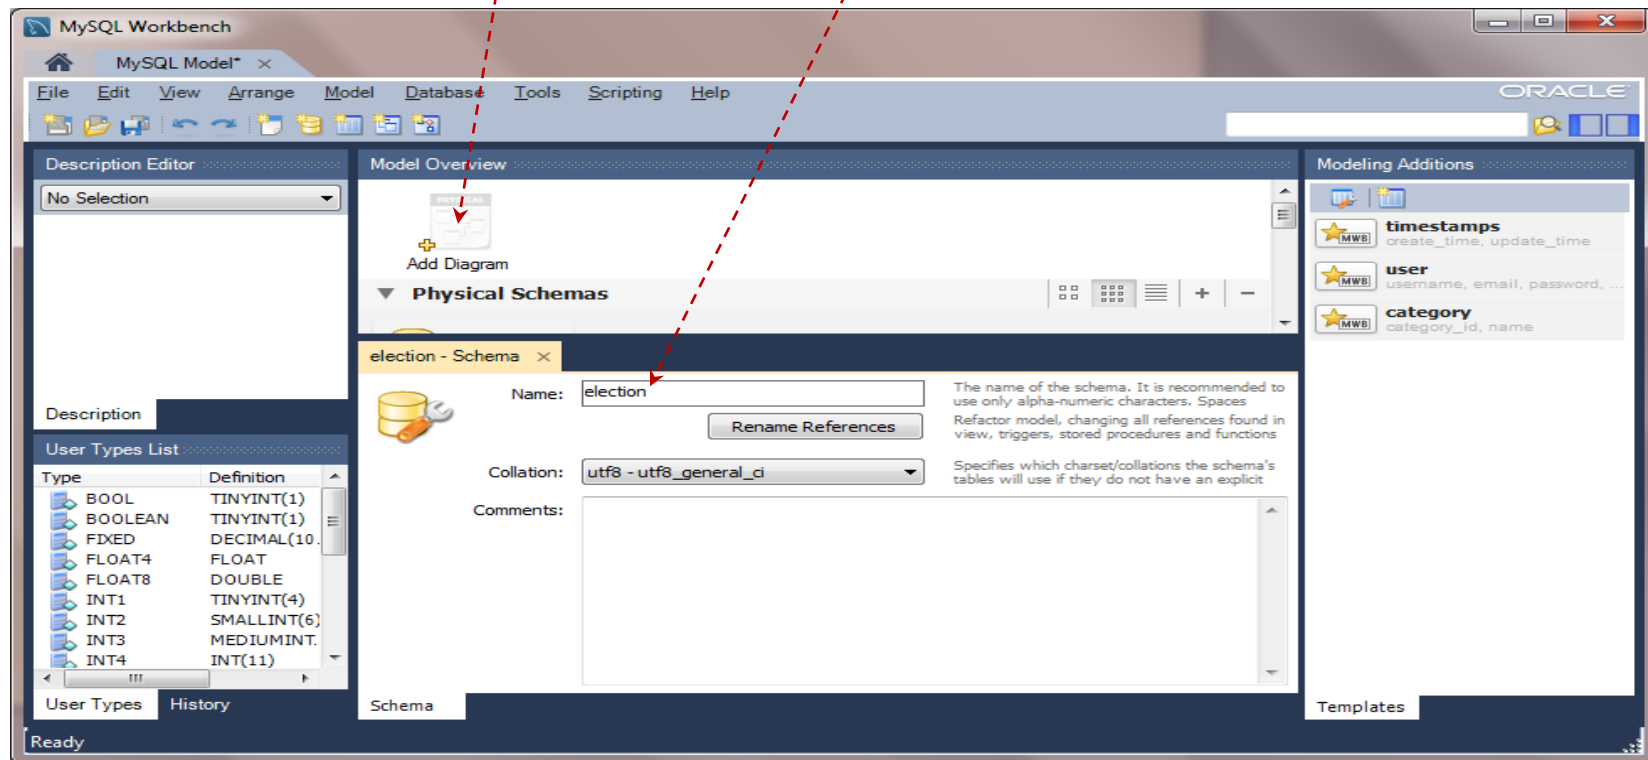 MySQL Workbench
MySQL Model* ×
File Edit View Arrange Model Database Tools Scripting Help
ORACLE
Description Editor
No Selection
Description
User Types List
Type Definition
BOOL TINYINT(1)
BOOLEAN TINYINT(1)
FIXED DECIMAL(10.
FLOAT4 FLOAT
FLOAT8 DOUBLE
INT1 TINYINT(4)
INT2 SMALLINT(6)
INT3 MEDIUMINT.
INT4 INT(11)
User Types History
Model Overview
PHYSICAL
Add Diagram
Physical Schemas
election - Schema ×
Name: election
The name of the schema. It is recommended to
use only alpha-numeric characters. Spaces
Rename References
Refactor model, changing all references found in
view, triggers, stored procedures and functions
Collation: utf8 - utf8_general_ci
Specifies which charset/collations the schema's
tables will use if they do not have an explicit
Comments:
Schema
Modeling Additions
MWB timestamps
create_time, update_time
MWB user
username, email, password, ...
MWB category
category_id, name
Templates
Ready